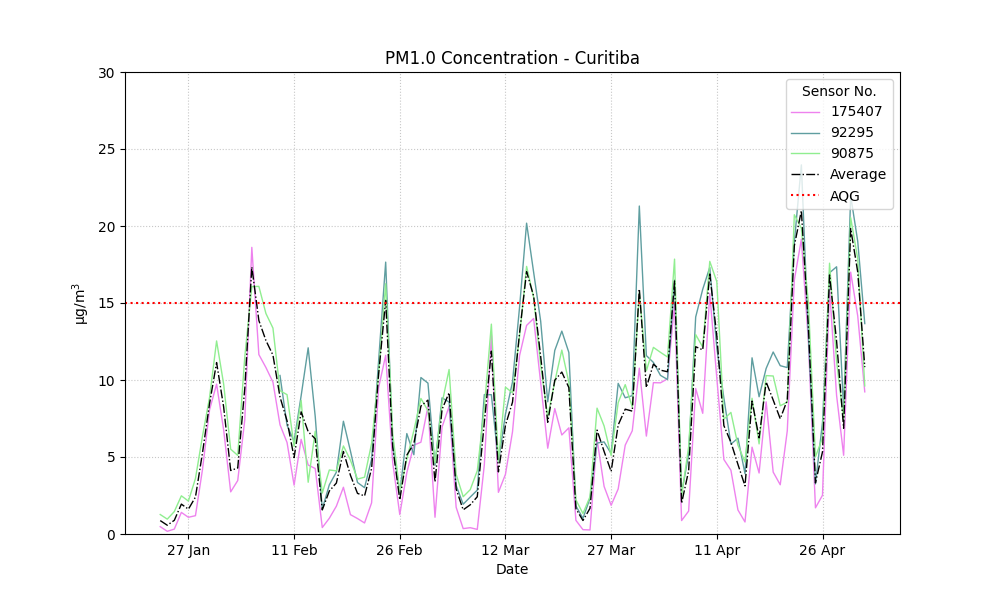 PM1.0 Concentration - Curitiba
30
25
20
15
10
5
0
µg/m³
Sensor No.
175407
92295
90875
Average
AQG
27 Jan
11 Feb
26 Feb
12 Mar
27 Mar
11 Apr
26 Apr
Date